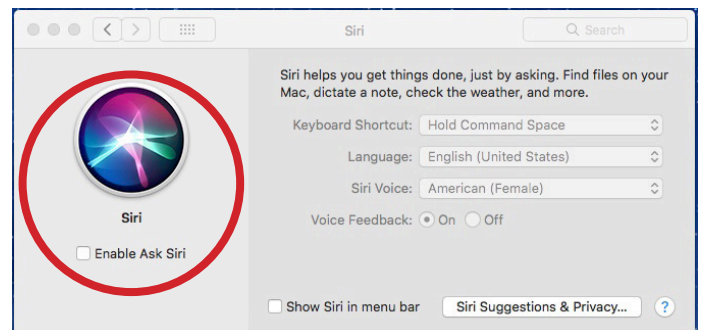 Siri
Search
Siri helps you get things done, just by asking. Find files on your
Mac, dictate a note, check the weather, and more.
Keyboard Shortcut: Hold Command Space
Language: English (United States)
Siri Voice: American (Female)
Voice Feedback: On Off
Siri
Enable Ask Siri
Show Siri in menu bar Siri Suggestions & Privacy... ?